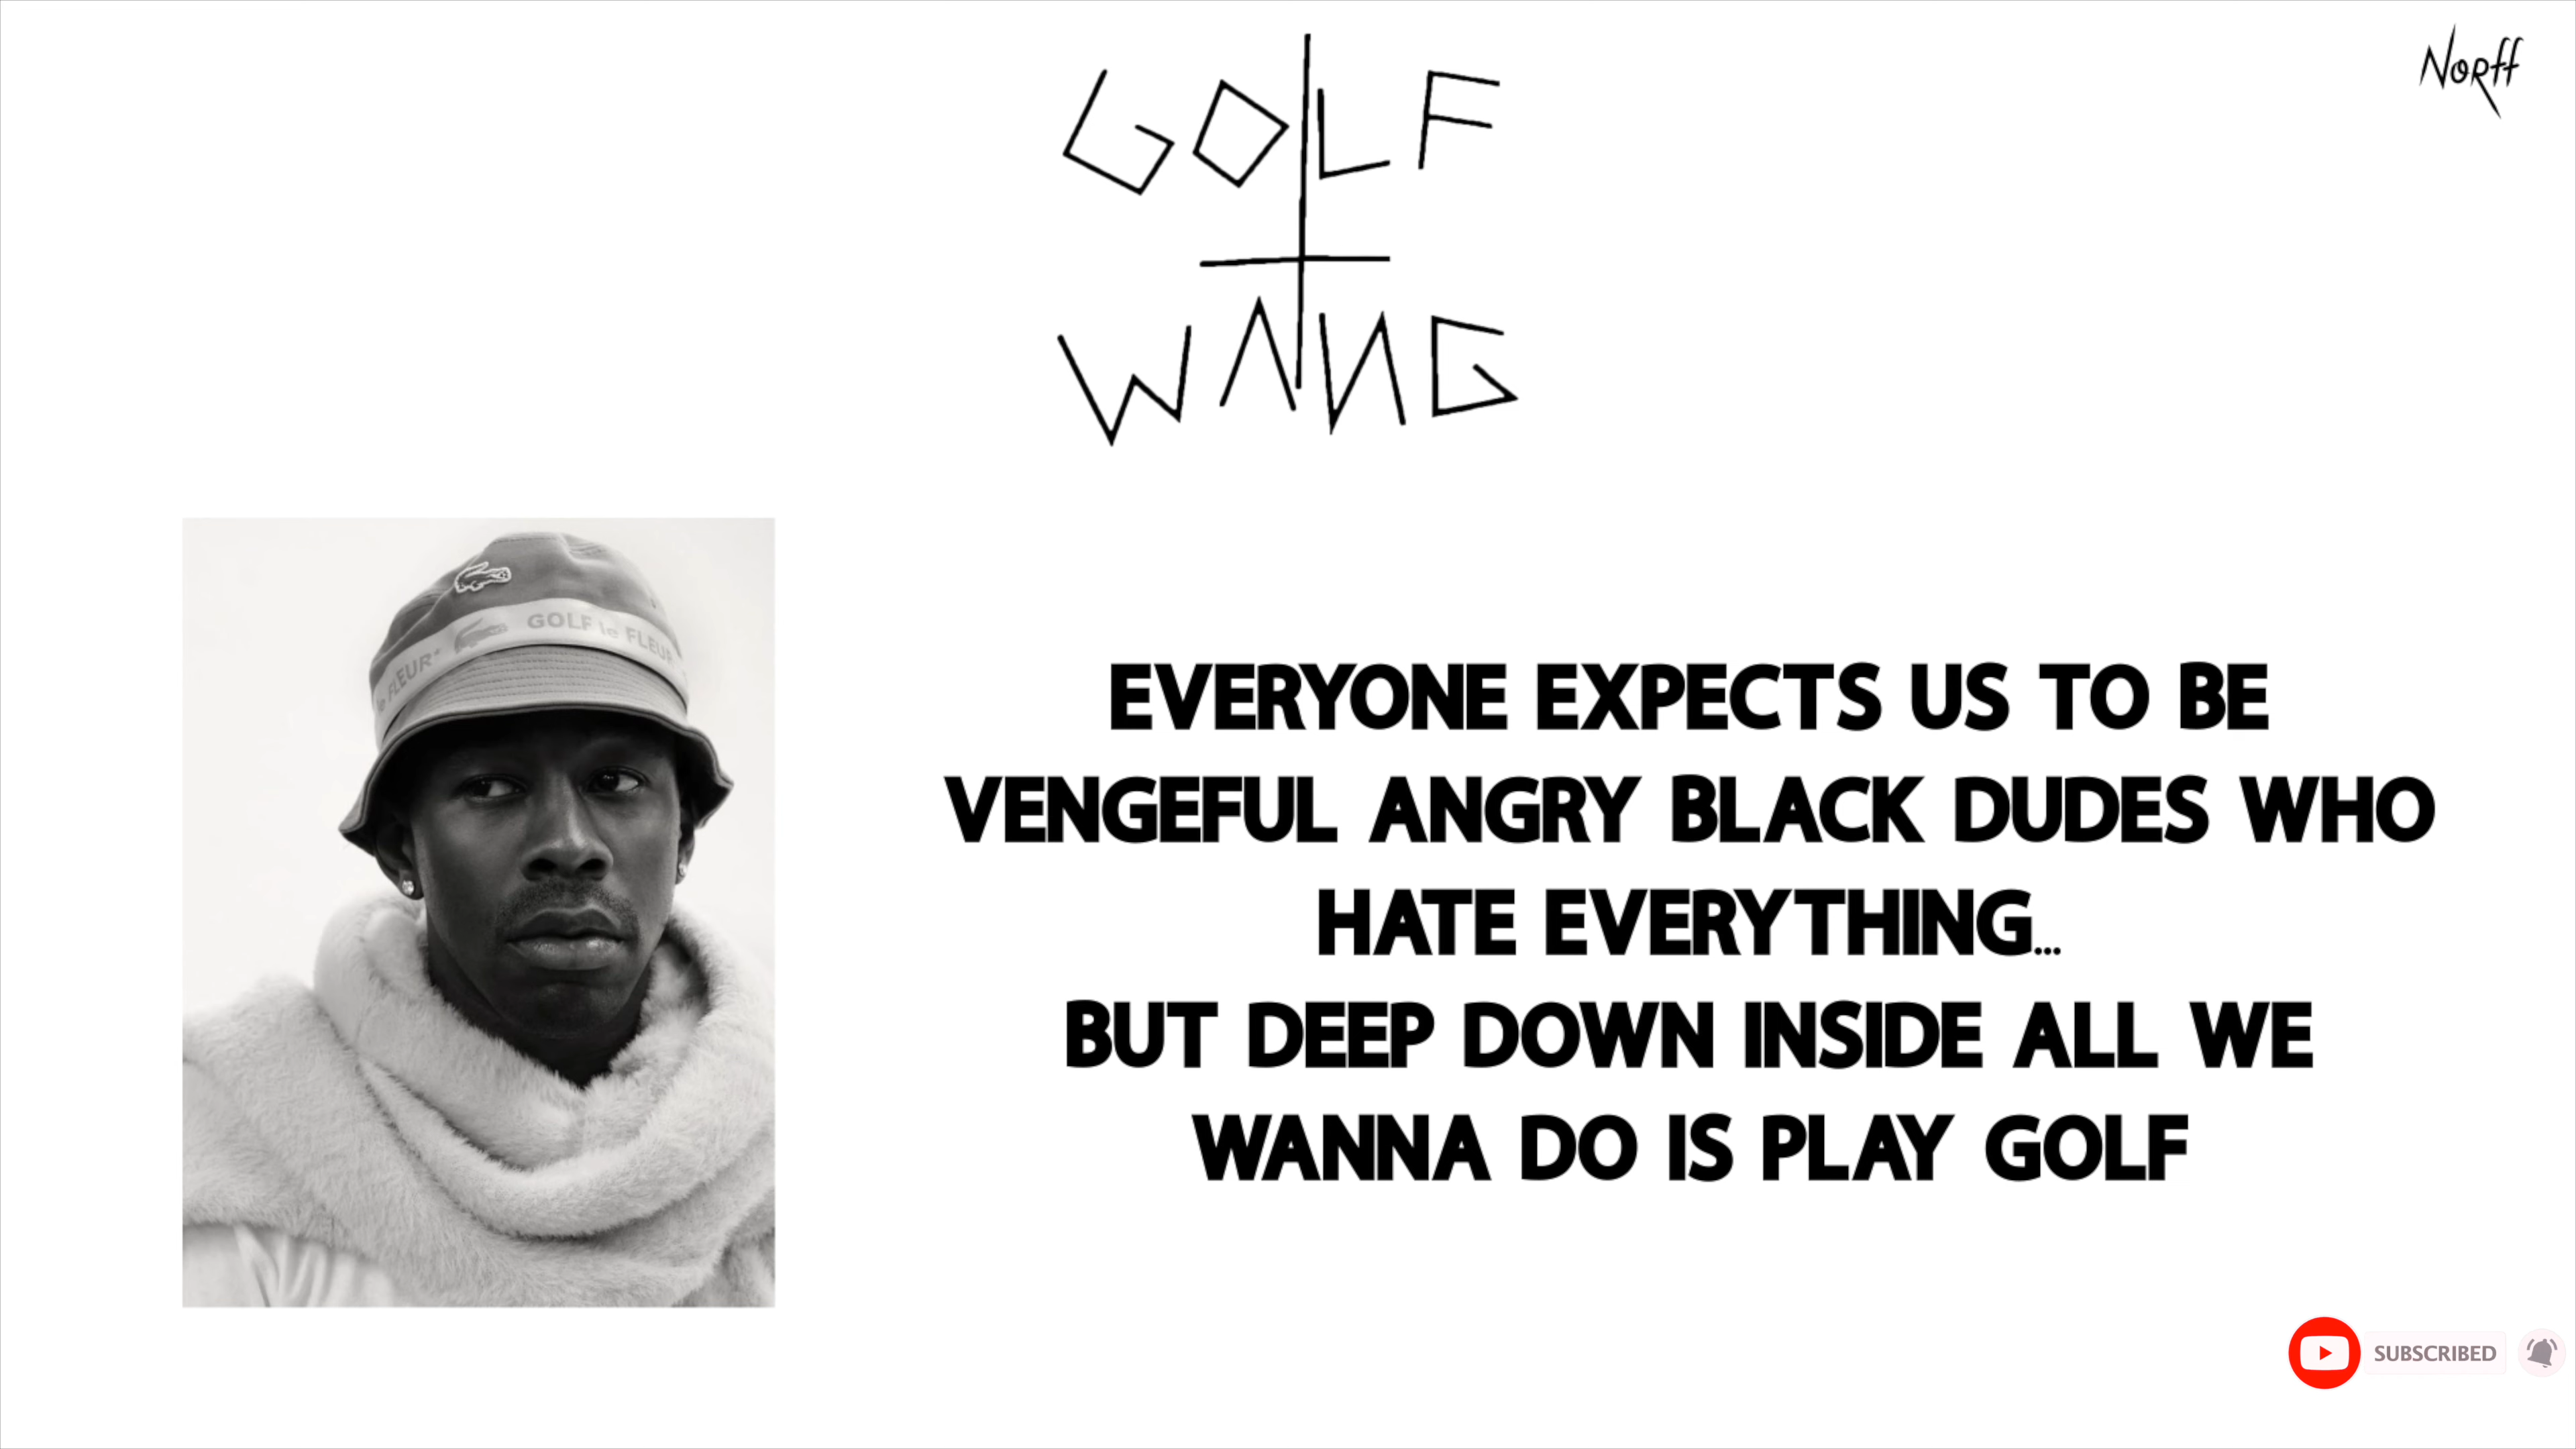 GOLF
WANG
Norff
GOLF le FLEUR*
le FLEUR*
EVERYONE EXPECTS US TO BE
VENGEFUL ANGRY BLACK DUDES WHO
HATE EVERYTHING...
BUT DEEP DOWN INSIDE ALL WE
WANNA DO IS PLAY GOLF
SUBSCRIBED